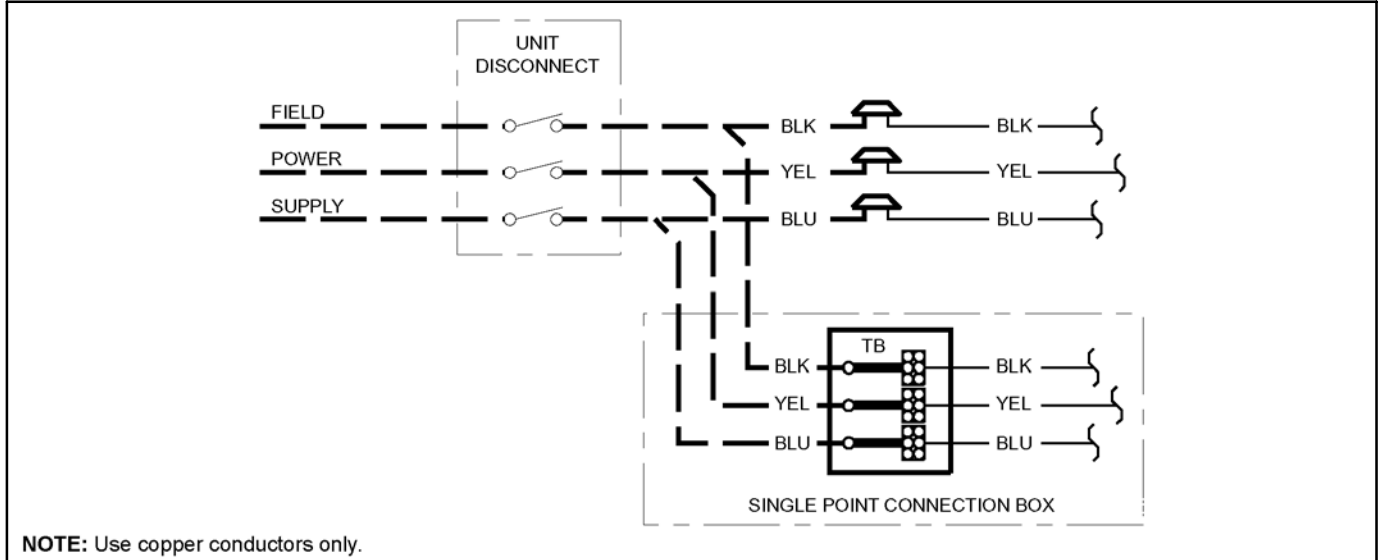 UNIT
DISCONNECT
FIELD
POWER
SUPPLY
BLK BLK
YEL YEL
BLU BLU
TB
BLK BLK
YEL YEL
BLU BLU
SINGLE POINT CONNECTION BOX
NOTE: Use copper conductors only.